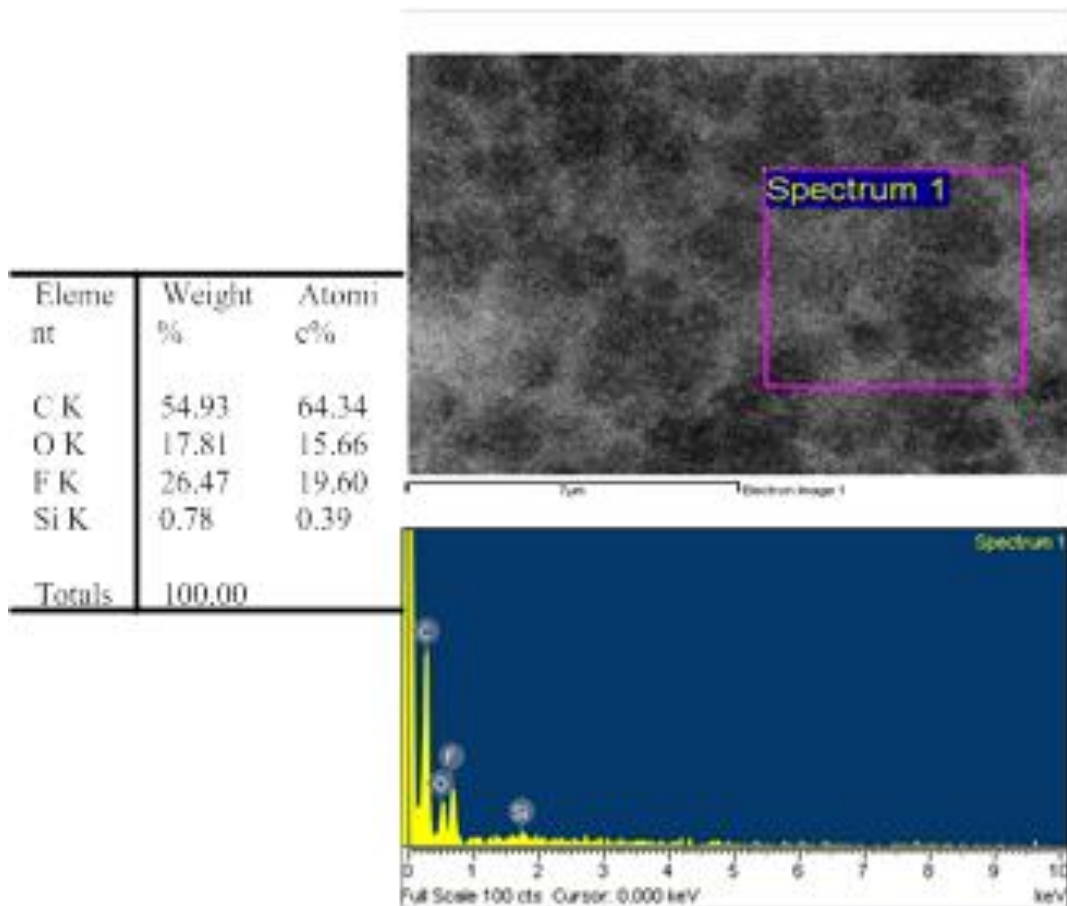 Spectrum 1
Eleme Weight Atomi
nt % c%
C K 54.93 64.34
O K 17.81 15.66
F K 26.47 19.60
Si K 0.78 0.39
Totals 100.00
7μm Electron Image 1
Spectrum 1
C
F
O
Si
0 1 2 3 4 5 6 7 8 9 10
Full Scale 100 cts Cursor: 0.000 keV keV